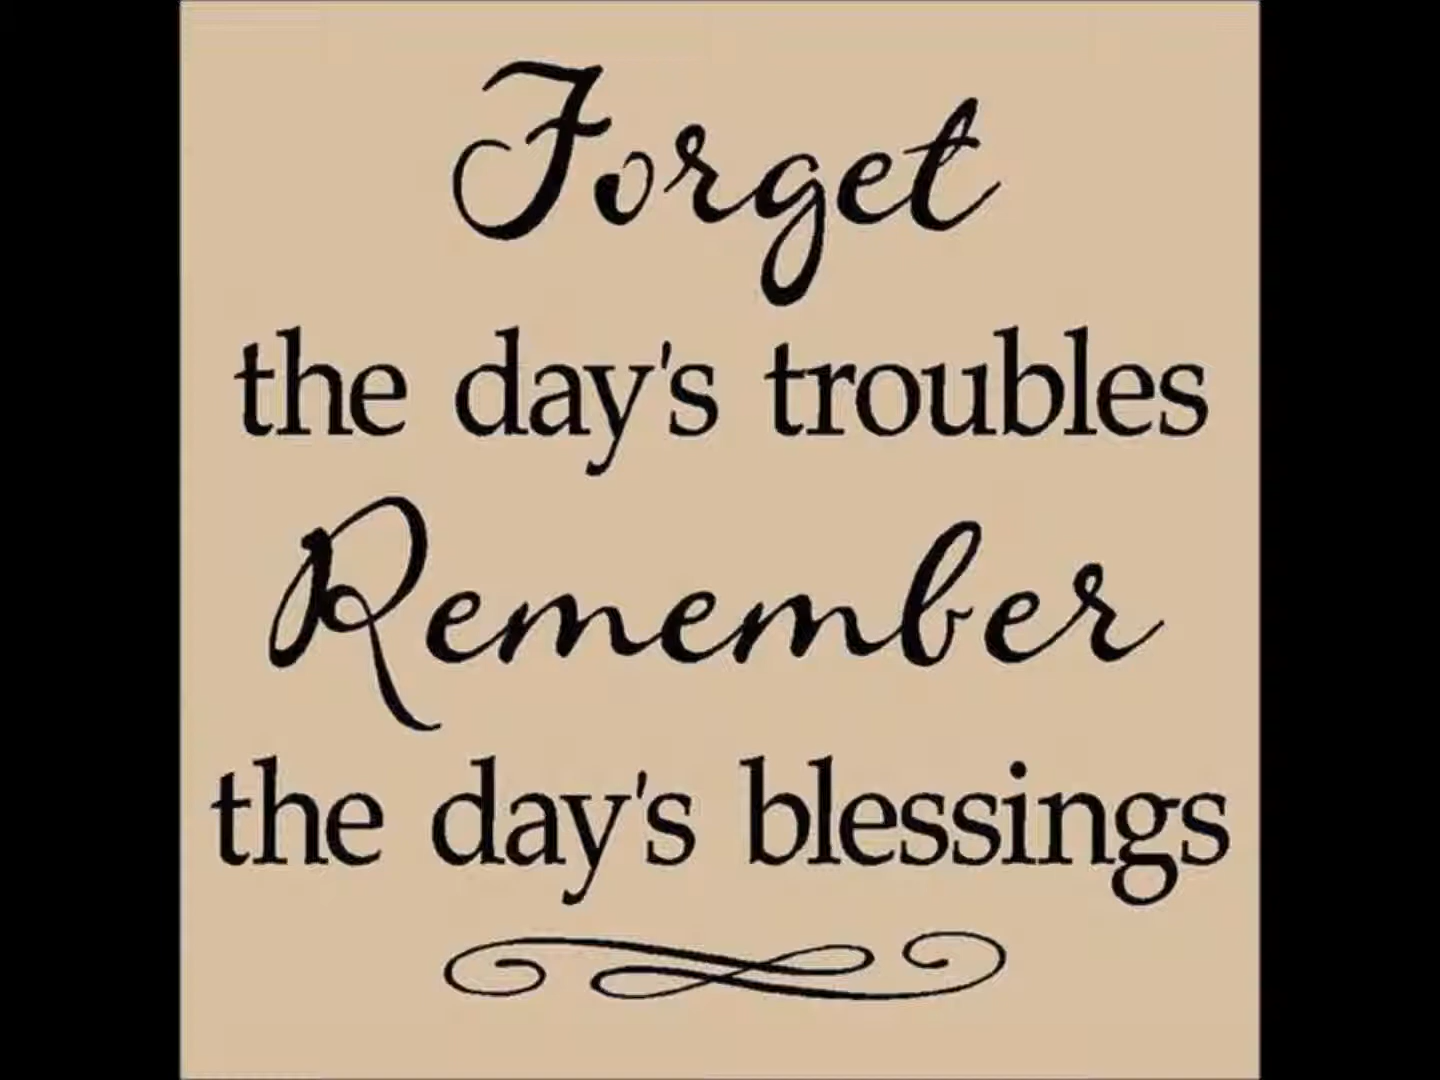 Forget
the day's troubles
Remember
the day's blessings